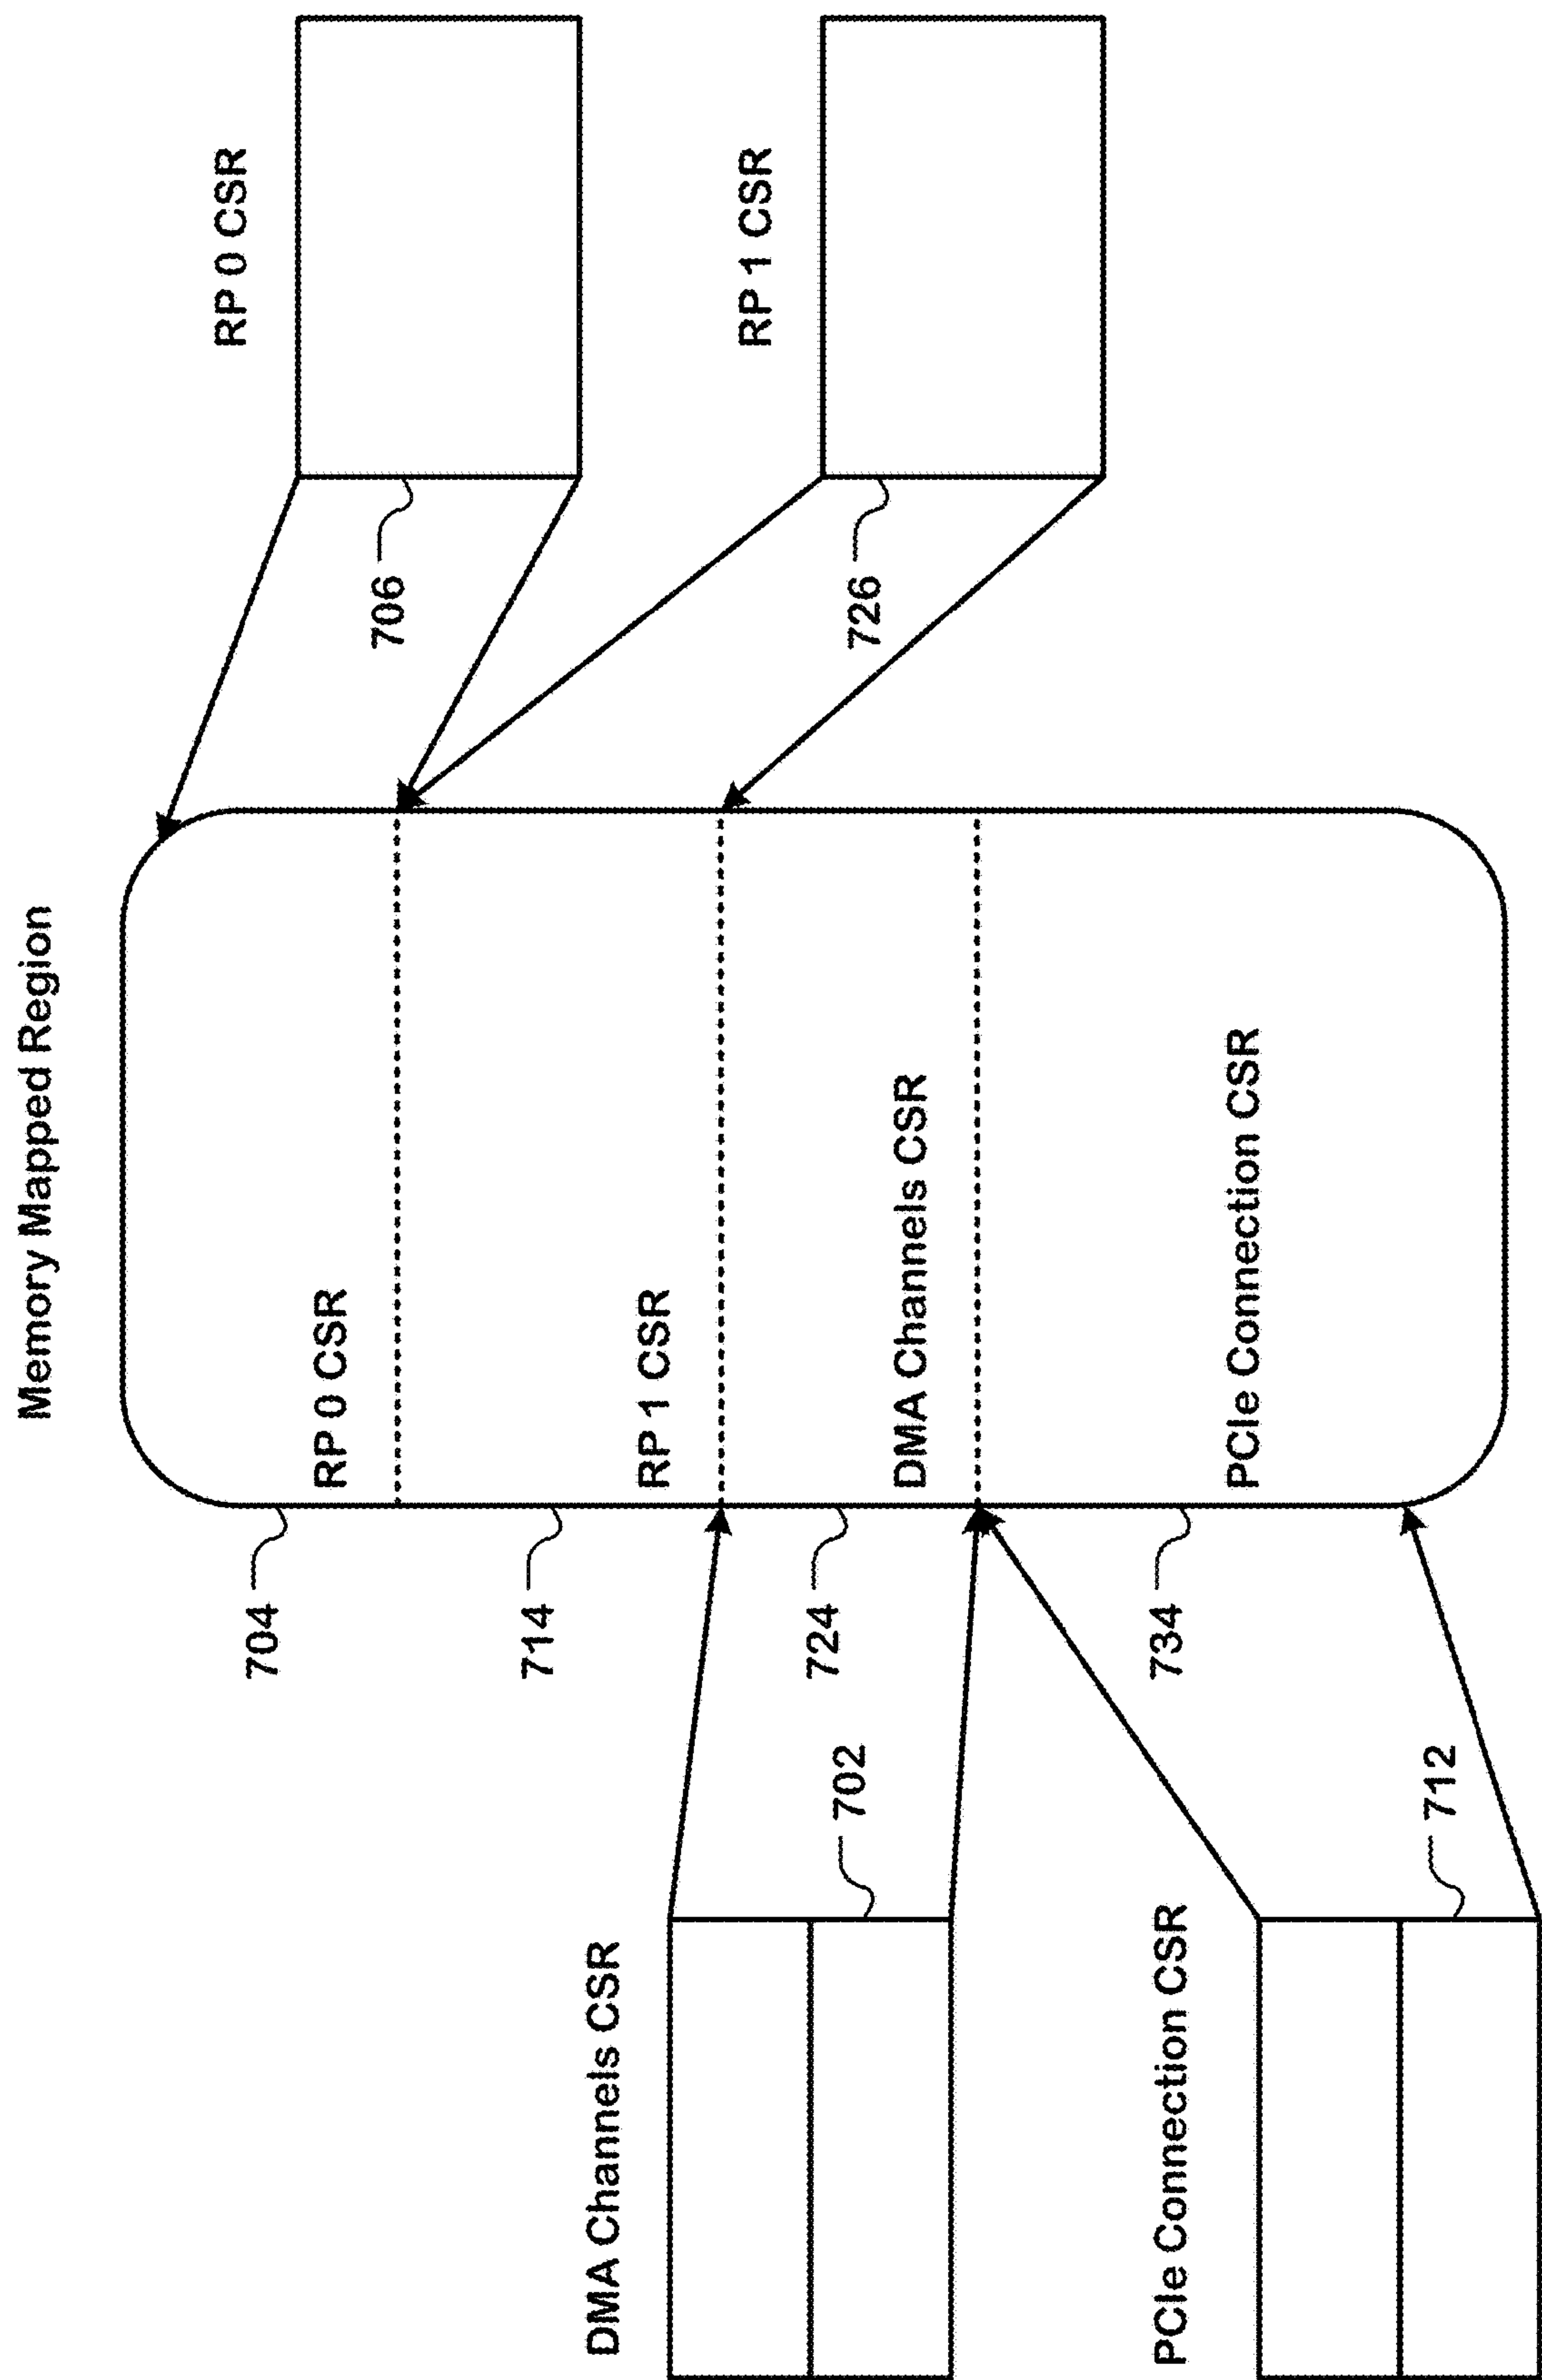 Memory Mapped Region
704
RP 0 CSR
714
RP 1 CSR
724
DMA Channels CSR
734
PCIe Connection CSR
DMA Channels CSR
702
PCIe Connection CSR
712
RP 0 CSR
706
RP 1 CSR
726